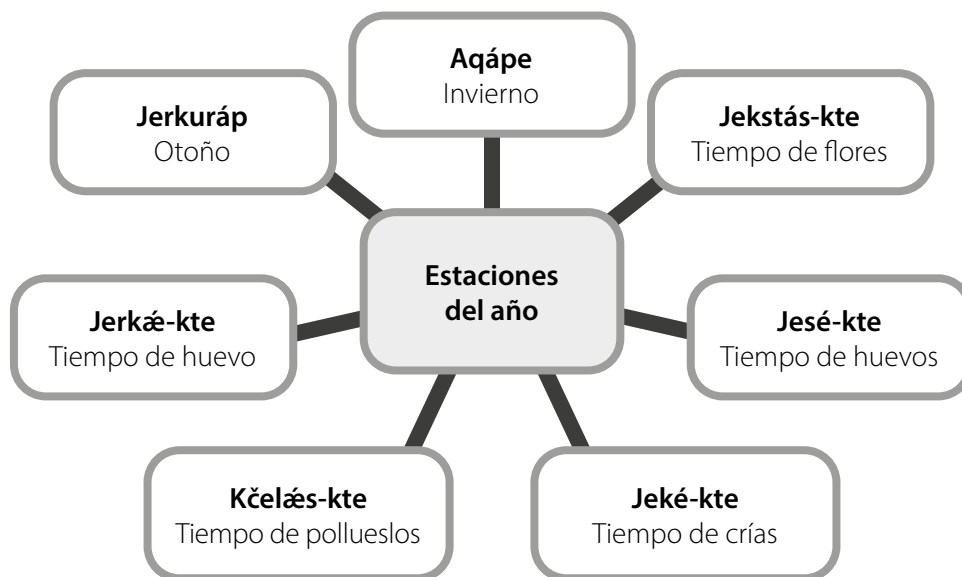 Aqápe
Invierno
Jerkuráp
Otoño
Jekstás-kte
Tiempo de flores
Estaciones
del año
Jerkǽ-kte
Tiempo de huevo
Jesé-kte
Tiempo de huevos
Kčelǽs-kte
Tiempo de pollueslos
Jeké-kte
Tiempo de crías